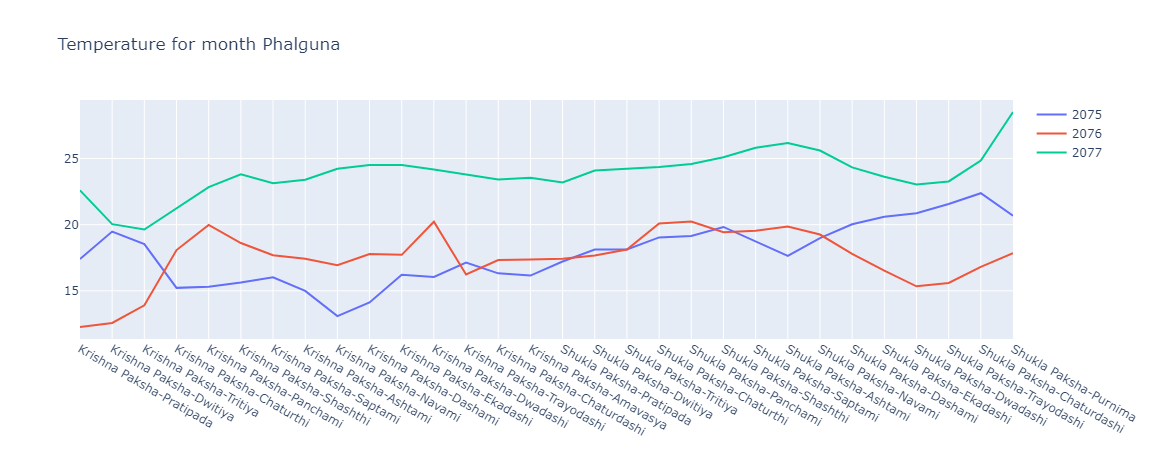 Temperature for month Phalguna
2075
2076
2077
25
20
15
Krishna Paksha-Pratipada
Krishna Paksha-Dwitiya
Krishna Paksha-Tritiya
Krishna Paksha-Chaturthi
Krishna Paksha-Panchami
Krishna Paksha-Shashthi
Krishna Paksha-Saptami
Krishna Paksha-Ashtami
Krishna Paksha-Navami
Krishna Paksha-Dashami
Krishna Paksha-Ekadashi
Krishna Paksha-Dwadashi
Krishna Paksha-Trayodashi
Krishna Paksha-Chaturdashi
Krishna Paksha-Amavasya
Shukla Paksha-Pratipada
Shukla Paksha-Dwitiya
Shukla Paksha-Tritiya
Shukla Paksha-Chaturthi
Shukla Paksha-Panchami
Shukla Paksha-Shashthi
Shukla Paksha-Saptami
Shukla Paksha-Ashtami
Shukla Paksha-Navami
Shukla Paksha-Dashami
Shukla Paksha-Ekadashi
Shukla Paksha-Dwadashi
Shukla Paksha-Trayodashi
Shukla Paksha-Chaturdashi
Shukla Paksha-Purnima